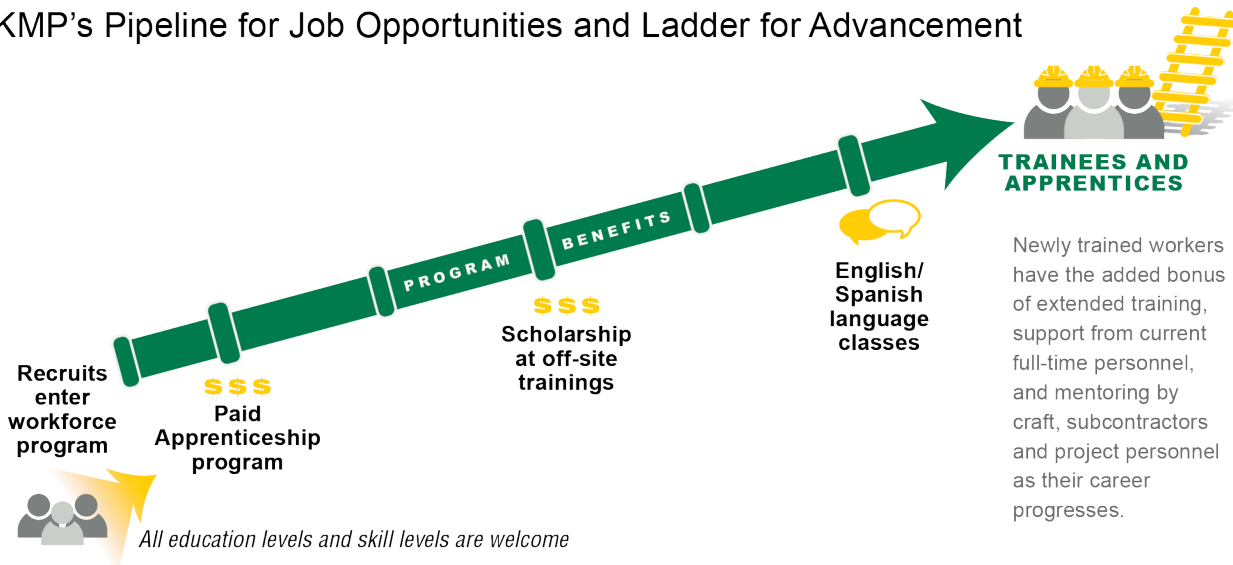 KMP's Pipeline for Job Opportunities and Ladder for Advancement
TRAINEES AND
APPRENTICES
PROGRAM BENEFITS
Recruits
enter
workforce
program
$ $ $
Paid
Apprenticeship
program
$ $ $
Scholarship
at off-site
trainings
English/
Spanish
language
classes
Newly trained workers
have the added bonus
of extended training,
support from current
full-time personnel,
and mentoring by
craft, subcontractors
and project personnel
as their career
progresses.
All education levels and skill levels are welcome